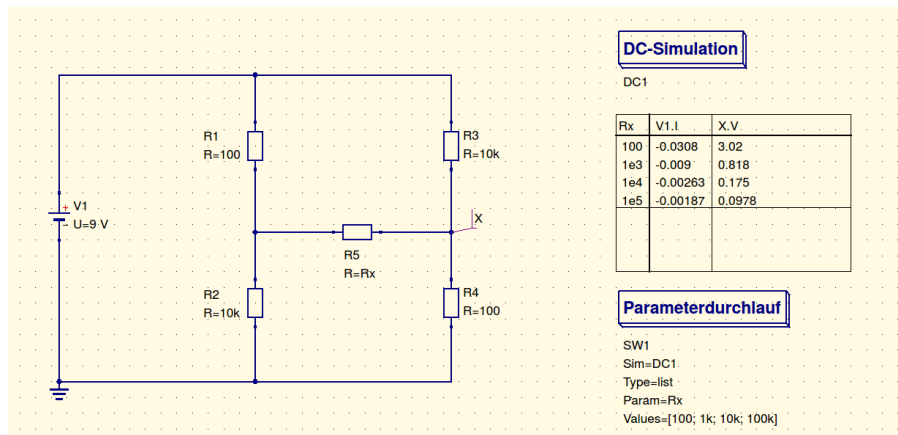 DC-Simulation
DC1
R1
R=100
R3
R=10k
Rx V1.I X.V
100 -0.0308 3.02
1e3 -0.009 0.818
1e4 -0.00263 0.175
1e5 -0.00187 0.0978
+ V1
- U=9 V
X
R5
R=Rx
R2
R=10k
R4
R=100
Parameterdurchlauf
SW1
Sim=DC1
Type=list
Param=Rx
Values=[100; 1k; 10k; 100k]